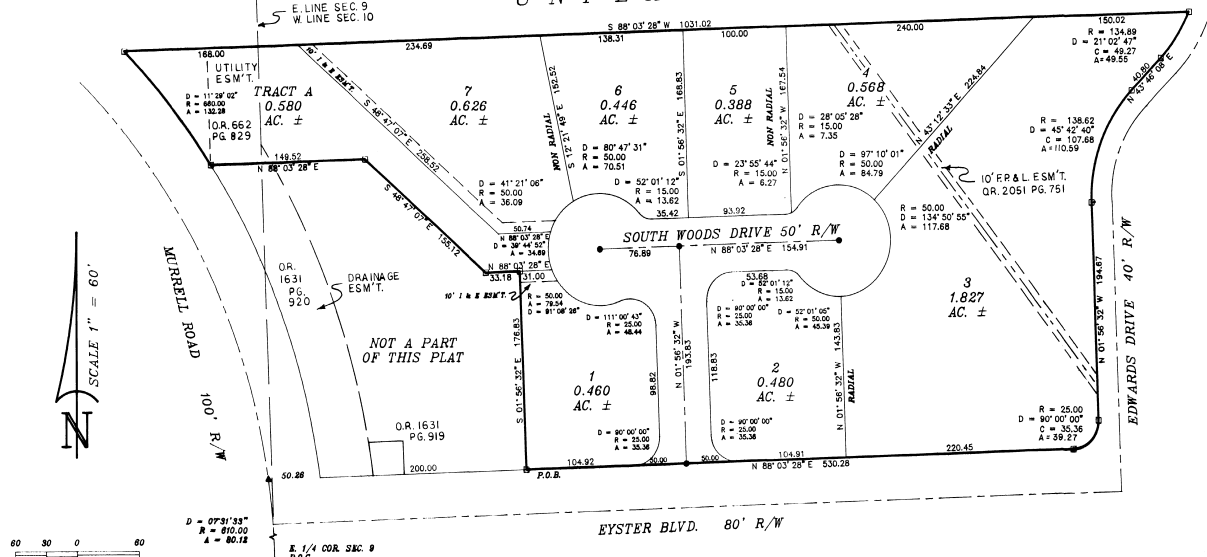 E. LINE SEC. 9
W. LINE SEC. 10
S 88°03'28" W 1031.02
168.00
234.69
138.31
100.00
240.00
150.02
R = 134.89
D = 21°02'47"
C = 49.27
A = 49.55
40.80
N 43°46'08" E
UTILITY
ESM'T.
D = 11°29'02"
R = 660.00
A = 132.28
O.R. 662
PG. 829
TRACT A
0.580
AC. ±
10' I & E ESM'T.
S 48°47'07" E 258.52
7
0.626
AC. ±
NON RADIAL
S 12°21'49" E 152.52
6
0.446
AC. ±
D = 80°47'31"
R = 50.00
A = 70.51
S 01°56'32" E 168.83
5
0.388
AC. ±
NON RADIAL
S 01°56'32" W 167.54
4
0.568
AC. ±
D = 28°05'28"
R = 15.00
A = 7.35
N 43°12'33" E 224.84
RADIAL
D = 23°55'44"
R = 15.00
A = 6.27
D = 97°10'01"
R = 50.00
A = 84.79
R = 138.62
D = 45°42'40"
C = 107.68
A = 110.59
10' F.P. & L. ESM'T.
O.R. 2051 PG. 751
149.52
N 88°03'28" E
D = 41°21'06"
R = 50.00
A = 36.09
D = 52°01'12"
R = 15.00
A = 13.62
35.42
93.92
R = 50.00
D = 134°50'55"
A = 117.68
S 48°47'07" E 155.12
50.74
N 88°03'28" E
D = 39°44'52"
R = 50.00
A = 34.69
SOUTH WOODS DRIVE 50' R/W
76.89
N 88°03'28" E 154.91
N 88°03'28" E
33.18
31.00
10' I & E ESM'T.
R = 50.00
A = 79.54
D = 91°08'26"
53.68
D = 52°01'12"
R = 15.00
A = 13.62
D = 90°00'00"
R = 25.00
A = 35.36
D = 52°01'05"
R = 50.00
A = 45.39
D = 111°00'43"
R = 25.00
A = 48.44
MURRELL ROAD 100' R/W
O.R.
1631
PG.
920
DRAINAGE
ESM'T.
SCALE 1" = 60'
N
NOT A PART
OF THIS PLAT
S 01°56'32" E 176.83
1
0.460
AC. ±
98.82
N 01°56'32" W
193.83
118.83
2
0.480
AC. ±
N 01°56'32" W 143.83
RADIAL
3
1.827
AC. ±
N 01°56'32" W 194.67
EDWARDS DRIVE 40' R/W
O.R. 1631
PG. 919
D = 90°00'00"
R = 25.00
A = 35.36
D = 90°00'00"
R = 25.00
A = 35.36
R = 25.00
D = 90°00'00"
C = 35.36
A = 39.27
50.26
200.00
P.O.B.
104.92
50.00
50.00
104.91
N 88°03'28" E 530.28
220.45
D = 07°31'33"
R = 610.00
A = 80.12
EYSTER BLVD. 80' R/W
60 30 0 60
E. 1/4 COR. SEC. 9